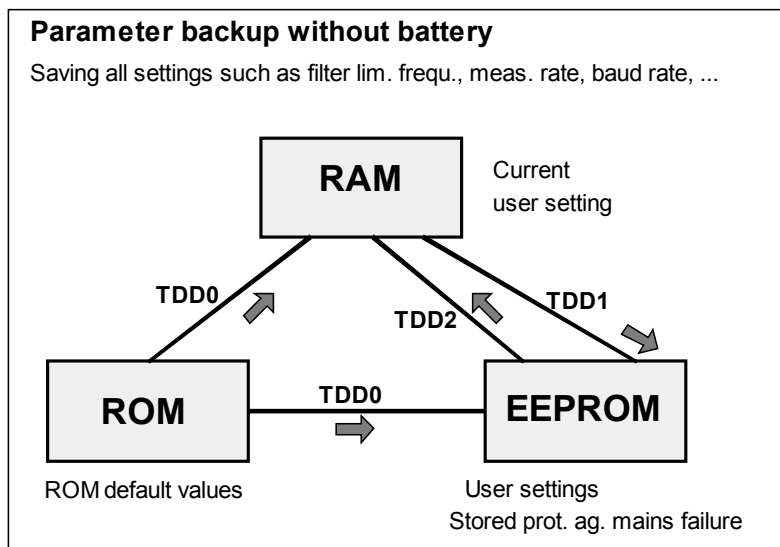 Parameter backup without battery
Saving all settings such as filter lim. frequ., meas. rate, baud rate, ...
RAM
Current
user setting
TDD0
TDD2
TDD1
ROM
TDD0
EEPROM
ROM default values
User settings
Stored prot. ag. mains failure